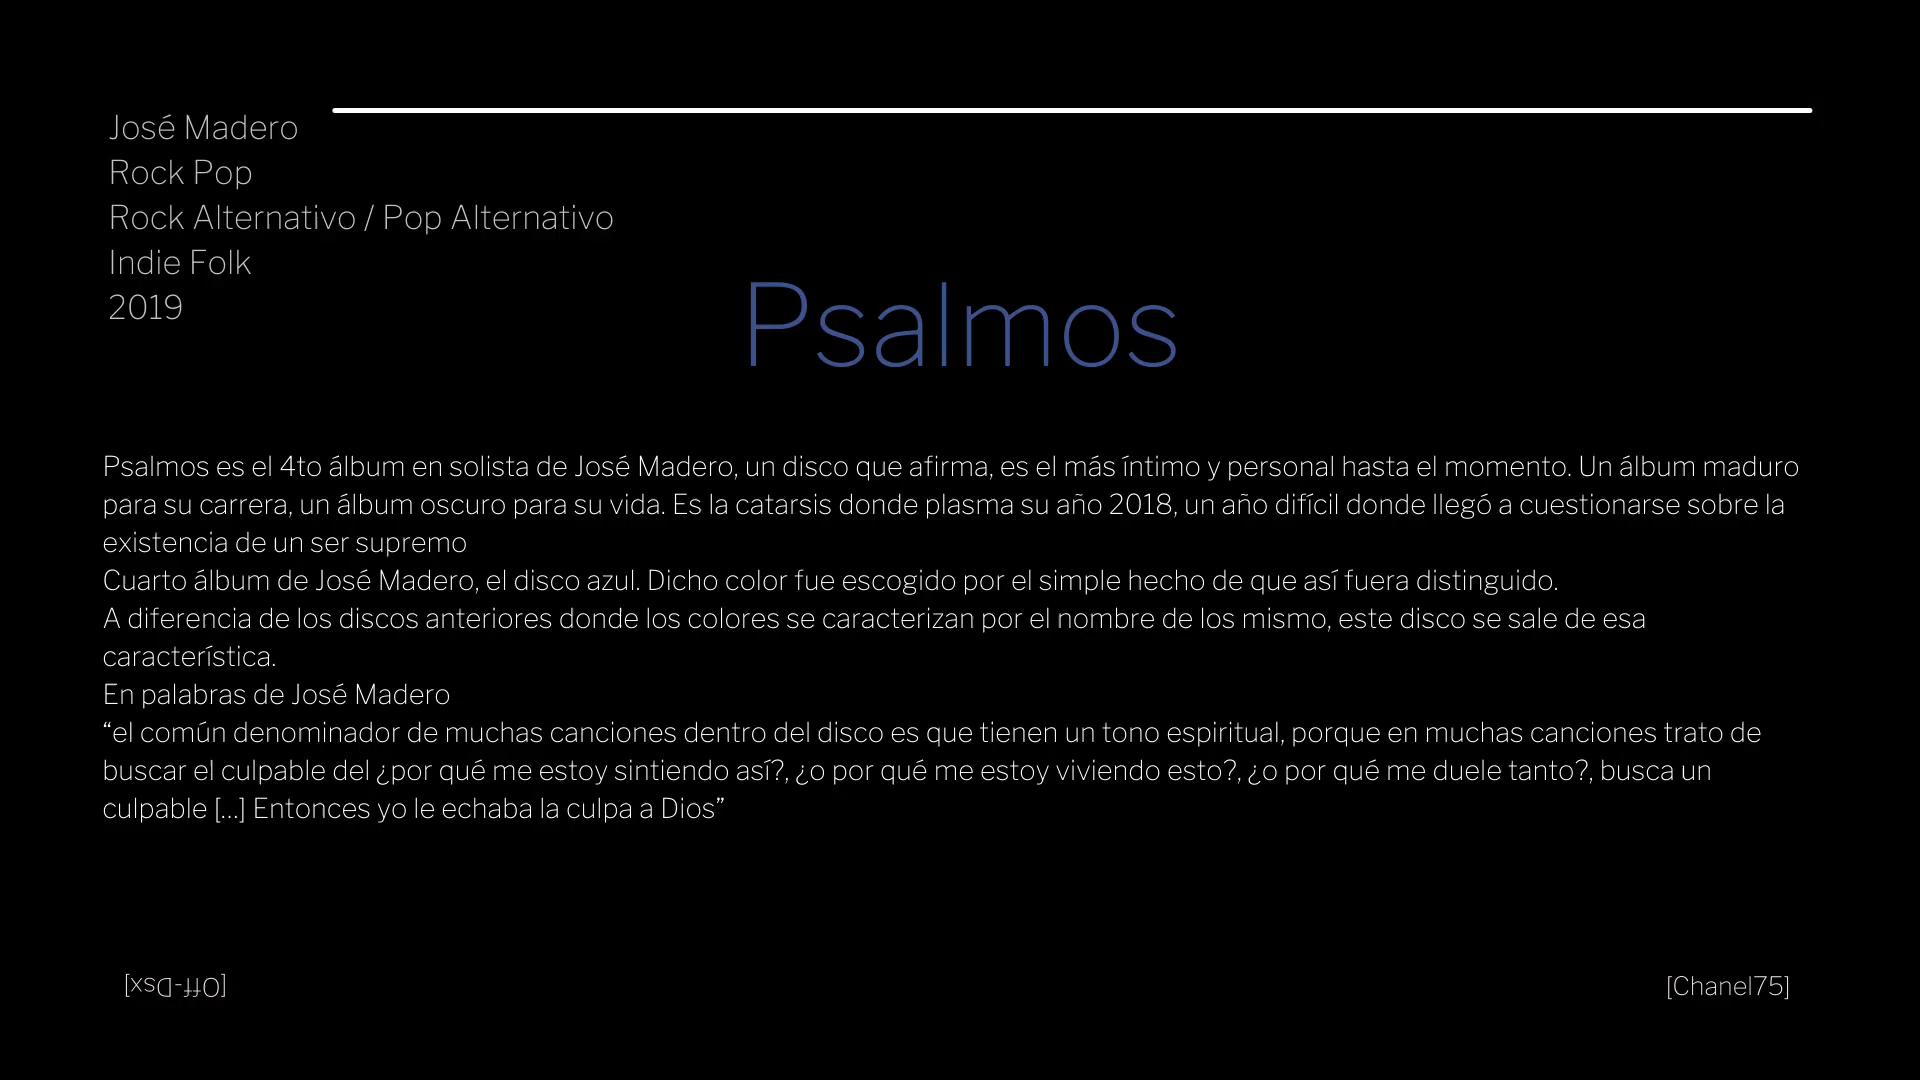 José Madero
Rock Pop
Rock Alternativo / Pop Alternativo
Indie Folk
2019
Psalmos
Psalmos es el 4to álbum en solista de José Madero, un disco que afirma, es el más íntimo y personal hasta el momento. Un álbum maduro
para su carrera, un álbum oscuro para su vida. Es la catarsis donde plasma su año 2018, un año difícil donde llegó a cuestionarse sobre la
existencia de un ser supremo
Cuarto álbum de José Madero, el disco azul. Dicho color fue escogido por el simple hecho de que así fuera distinguido.
A diferencia de los discos anteriores donde los colores se caracterizan por el nombre de los mismo, este disco se sale de esa
característica.
En palabras de José Madero
“el común denominador de muchas canciones dentro del disco es que tienen un tono espiritual, porque en muchas canciones trato de
buscar el culpable del ¿por qué me estoy sintiendo así?, ¿o por qué me estoy viviendo esto?, ¿o por qué me duele tanto?, busca un
culpable [...] Entonces yo le echaba la culpa a Dios”
[Off-Dsx]
[Chanel75]